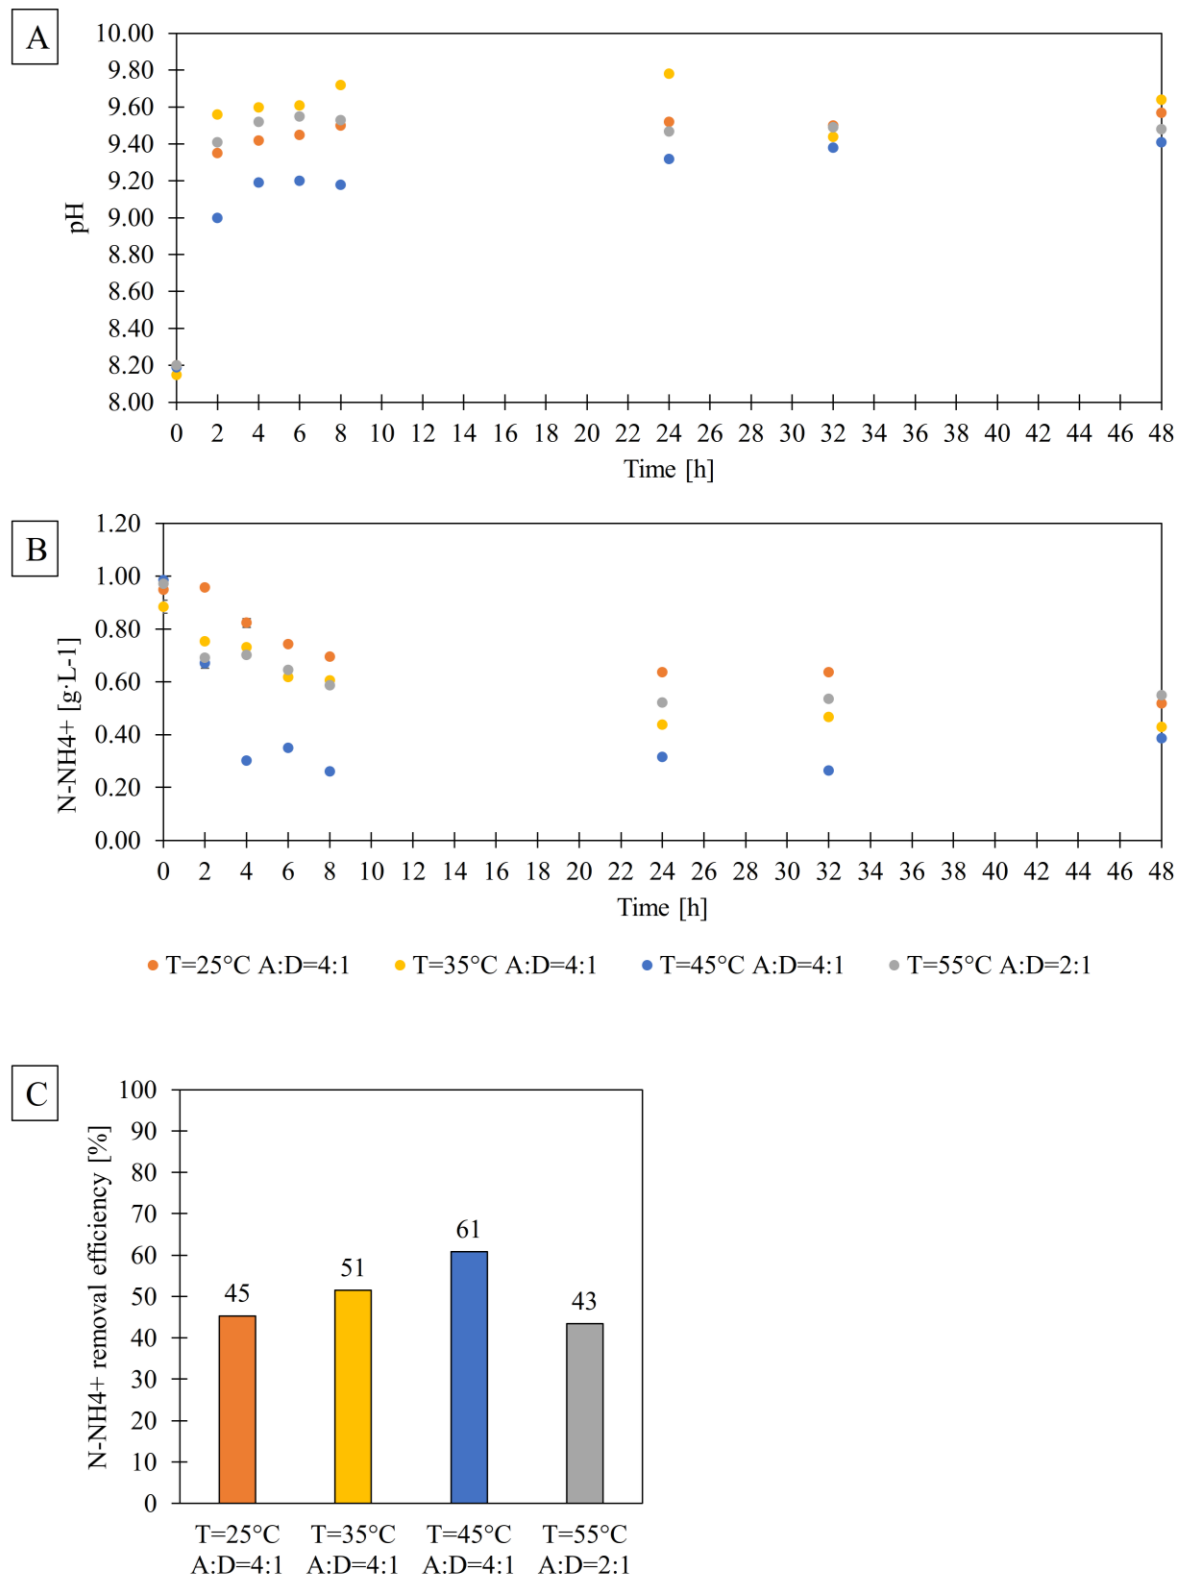 A
10.00
9.80
9.60
9.40
9.20
9.00
8.80
8.60
8.40
8.20
8.00
pH
0 2 4 6 8 10 12 14 16 18 20 22 24 26 28 30 32 34 36 38 40 42 44 46 48
Time [h]
B
1.20
1.00
0.80
0.60
0.40
0.20
0.00
N-NH4+ [g·L-1]
0 2 4 6 8 10 12 14 16 18 20 22 24 26 28 30 32 34 36 38 40 42 44 46 48
Time [h]
T=25°C A:D=4:1 T=35°C A:D=4:1 T=45°C A:D=4:1 T=55°C A:D=2:1
C
100
90
80
70
60
50
40
30
20
10
0
N-NH4+ removal efficiency [%]
45 51 61 43
T=25°C T=35°C T=45°C T=55°C
A:D=4:1 A:D=4:1 A:D=4:1 A:D=2:1